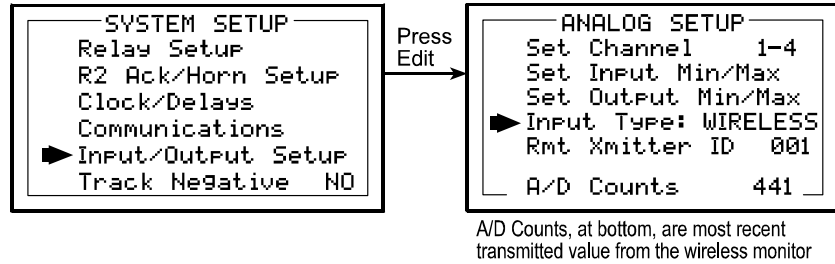 SYSTEM SETUP
Relay Setup
R2 Ack/Horn Setup
Clock/Delays
Communications
Input/Output Setup
Track Negative NO
Press
Edit
ANALOG SETUP
Set Channel 1-4
Set Input Min/Max
Set Output Min/Max
Input Type: WIRELESS
Rmt Xmitter ID 001
A/D Counts 441
A/D Counts, at bottom, are most recent
transmitted value from the wireless monitor